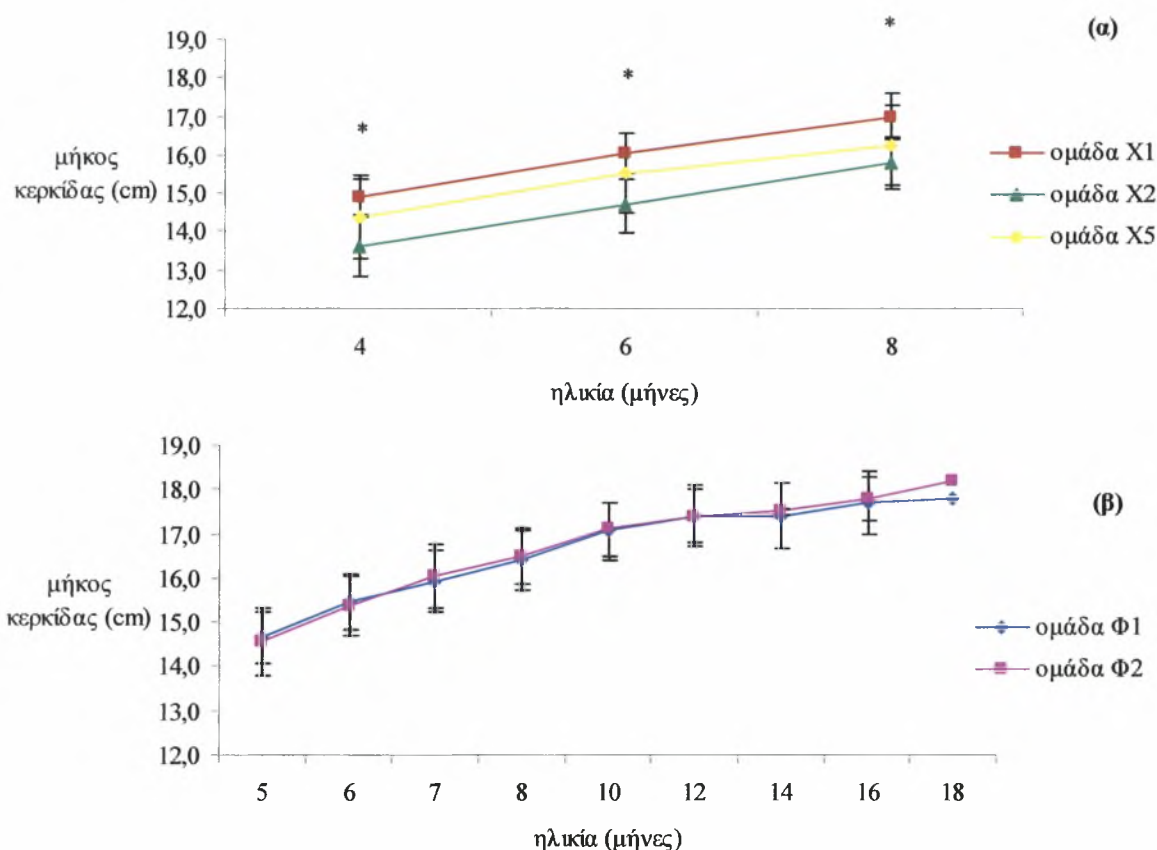 (α)
19,0
18,0
17,0
16,0
15,0
14,0
13,0
12,0
μήκος
κερκίδας (cm)
*
*
*
ομάδα Χ1
ομάδα Χ2
ομάδα Χ5
4 6 8
ηλικία (μήνες)
(β)
19,0
18,0
17,0
16,0
15,0
14,0
13,0
12,0
μήκος
κερκίδας (cm)
ομάδα Φ1
ομάδα Φ2
5 6 7 8 10 12 14 16 18
ηλικία (μήνες)